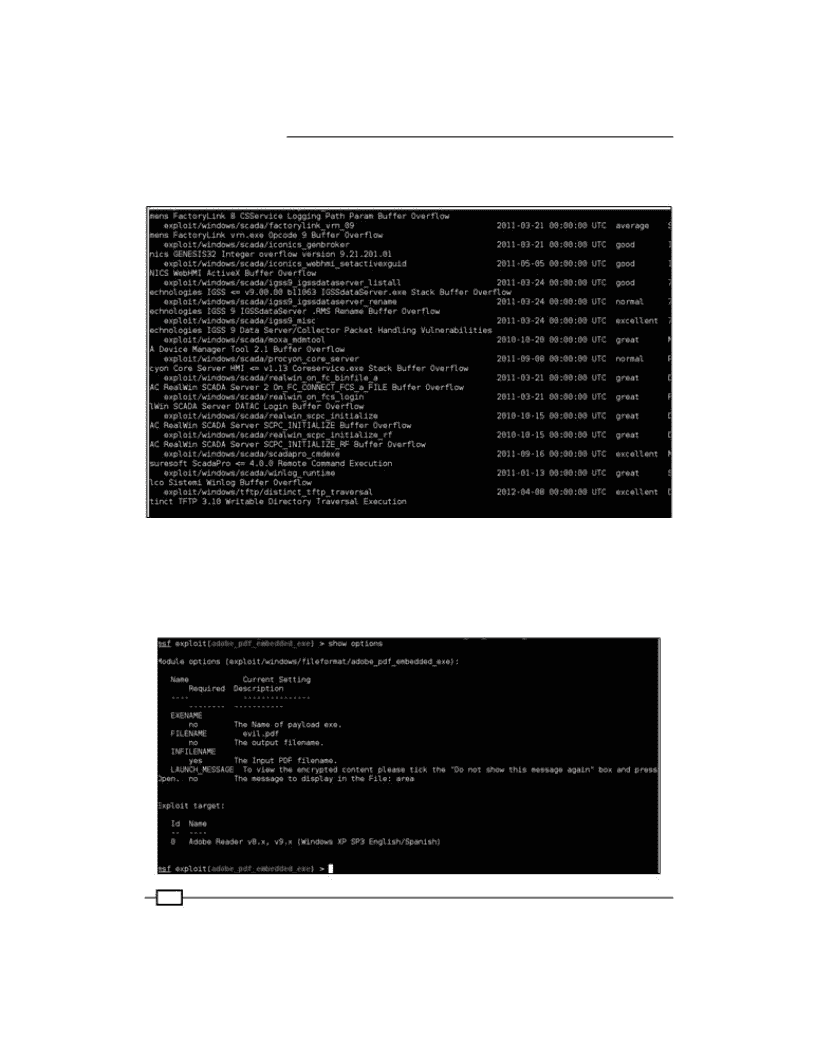 mens FactoryLink 8 CSService Logging Path Param Buffer Overflow
exploit/windows/scada/factorylink_vrn_09 2011-03-21 00:00:00 UTC average S
mens FactoryLink vrn.exe Opcode 9 Buffer Overflow
exploit/windows/scada/iconics_genbroker 2011-03-21 00:00:00 UTC good I
nics GENESIS32 Integer overflow version 9.21.201.01
exploit/windows/scada/iconics_webhmi_setactivexguid 2011-05-05 00:00:00 UTC good I
NICS WebHMI ActiveX Buffer Overflow
exploit/windows/scada/igss9_igssdataserver_listall 2011-03-24 00:00:00 UTC good 7
echnologies IGSS <= v9.00.00 b11063 IGSSdataServer.exe Stack Buffer Overflow
exploit/windows/scada/igss9_igssdataserver_rename 2011-03-24 00:00:00 UTC normal 7
echnologies IGSS 9 IGSSdataServer .RMS Rename Buffer Overflow
exploit/windows/scada/igss9_misc 2011-03-24 00:00:00 UTC excellent 7
echnologies IGSS 9 Data Server/Collector Packet Handling Vulnerabilities
exploit/windows/scada/moxa_mdmtool 2010-10-20 00:00:00 UTC great M
A Device Manager Tool 2.1 Buffer Overflow
exploit/windows/scada/procyon_core_server 2011-09-08 00:00:00 UTC normal P
cyon Core Server HMI <= v1.13 Coreservice.exe Stack Buffer Overflow
exploit/windows/scada/realwin_on_fc_binfile_a 2011-03-21 00:00:00 UTC great D
AC RealWin SCADA Server 2 On_FC_CONNECT_FCS_a_FILE Buffer Overflow
exploit/windows/scada/realwin_on_fcs_login 2011-03-21 00:00:00 UTC great R
lWin SCADA Server DATAC Login Buffer Overflow
exploit/windows/scada/realwin_scpc_initialize 2010-10-15 00:00:00 UTC great D
AC RealWin SCADA Server SCPC_INITIALIZE Buffer Overflow
exploit/windows/scada/realwin_scpc_initialize_rf 2010-10-15 00:00:00 UTC great D
AC RealWin SCADA Server SCPC_INITIALIZE_RF Buffer Overflow
exploit/windows/scada/scadapro_cmdexe 2011-09-16 00:00:00 UTC excellent M
suresoft ScadaPro <= 4.0.0 Remote Command Execution
exploit/windows/scada/winlog_runtime 2011-01-13 00:00:00 UTC great S
lco Sistemi Winlog Buffer Overflow
exploit/windows/tftp/distinct_tftp_traversal 2012-04-08 00:00:00 UTC excellent D
tinct TFTP 3.10 Writable Directory Traversal Execution
msf exploit(adobe_pdf_embedded_exe) > show options
Module options (exploit/windows/fileformat/adobe_pdf_embedded_exe):
Name Current Setting
Required Description
---- ---------------
-------- -----------
EXENAME
no The Name of payload exe.
FILENAME evil.pdf
no The output filename.
INFILENAME
yes The Input PDF filename.
LAUNCH_MESSAGE To view the encrypted content please tick the "Do not show this message again" box and press
Open. no The message to display in the File: area
Exploit target:
Id Name
-- ----
0 Adobe Reader v8.x, v9.x (Windows XP SP3 English/Spanish)
msf exploit(adobe_pdf_embedded_exe) >